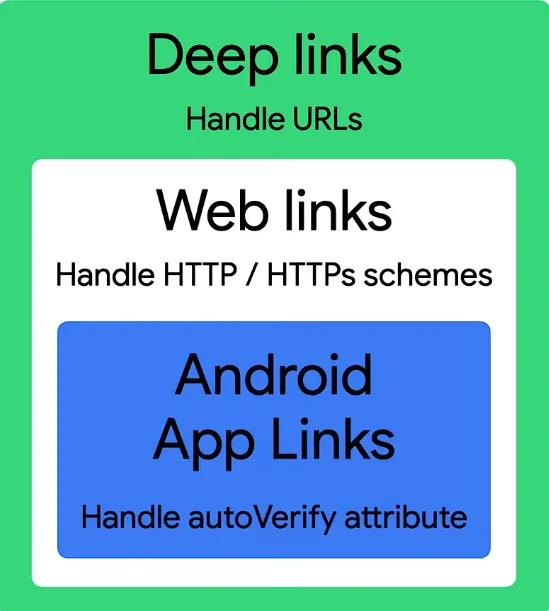 Deep links
Handle URLs
Web links
Handle HTTP / HTTPs schemes
Android
App Links
Handle autoVerify attribute